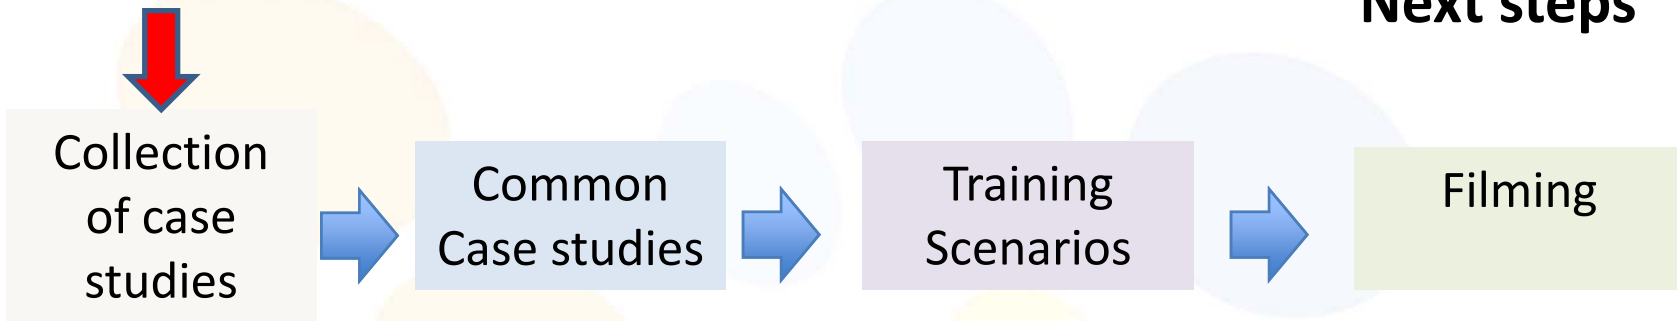 Next steps
Collection
of case
studies
Common
Case studies
Training
Scenarios
Filming